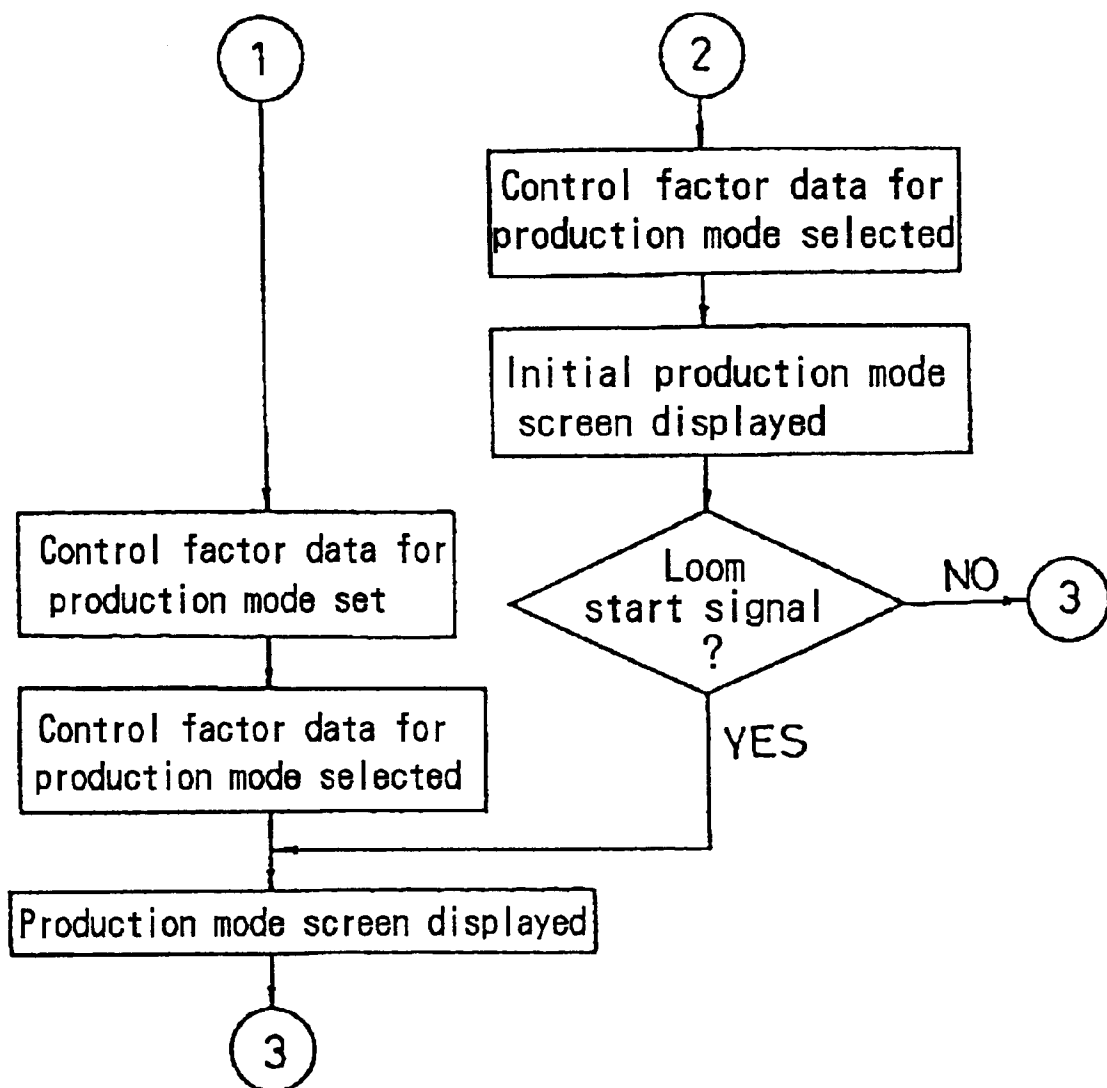 1
2
Control factor data for
production mode selected
Initial production mode
screen displayed
Loom
start signal
?
NO
3
YES
Control factor data for
production mode set
Control factor data for
production mode selected
Production mode screen displayed
3